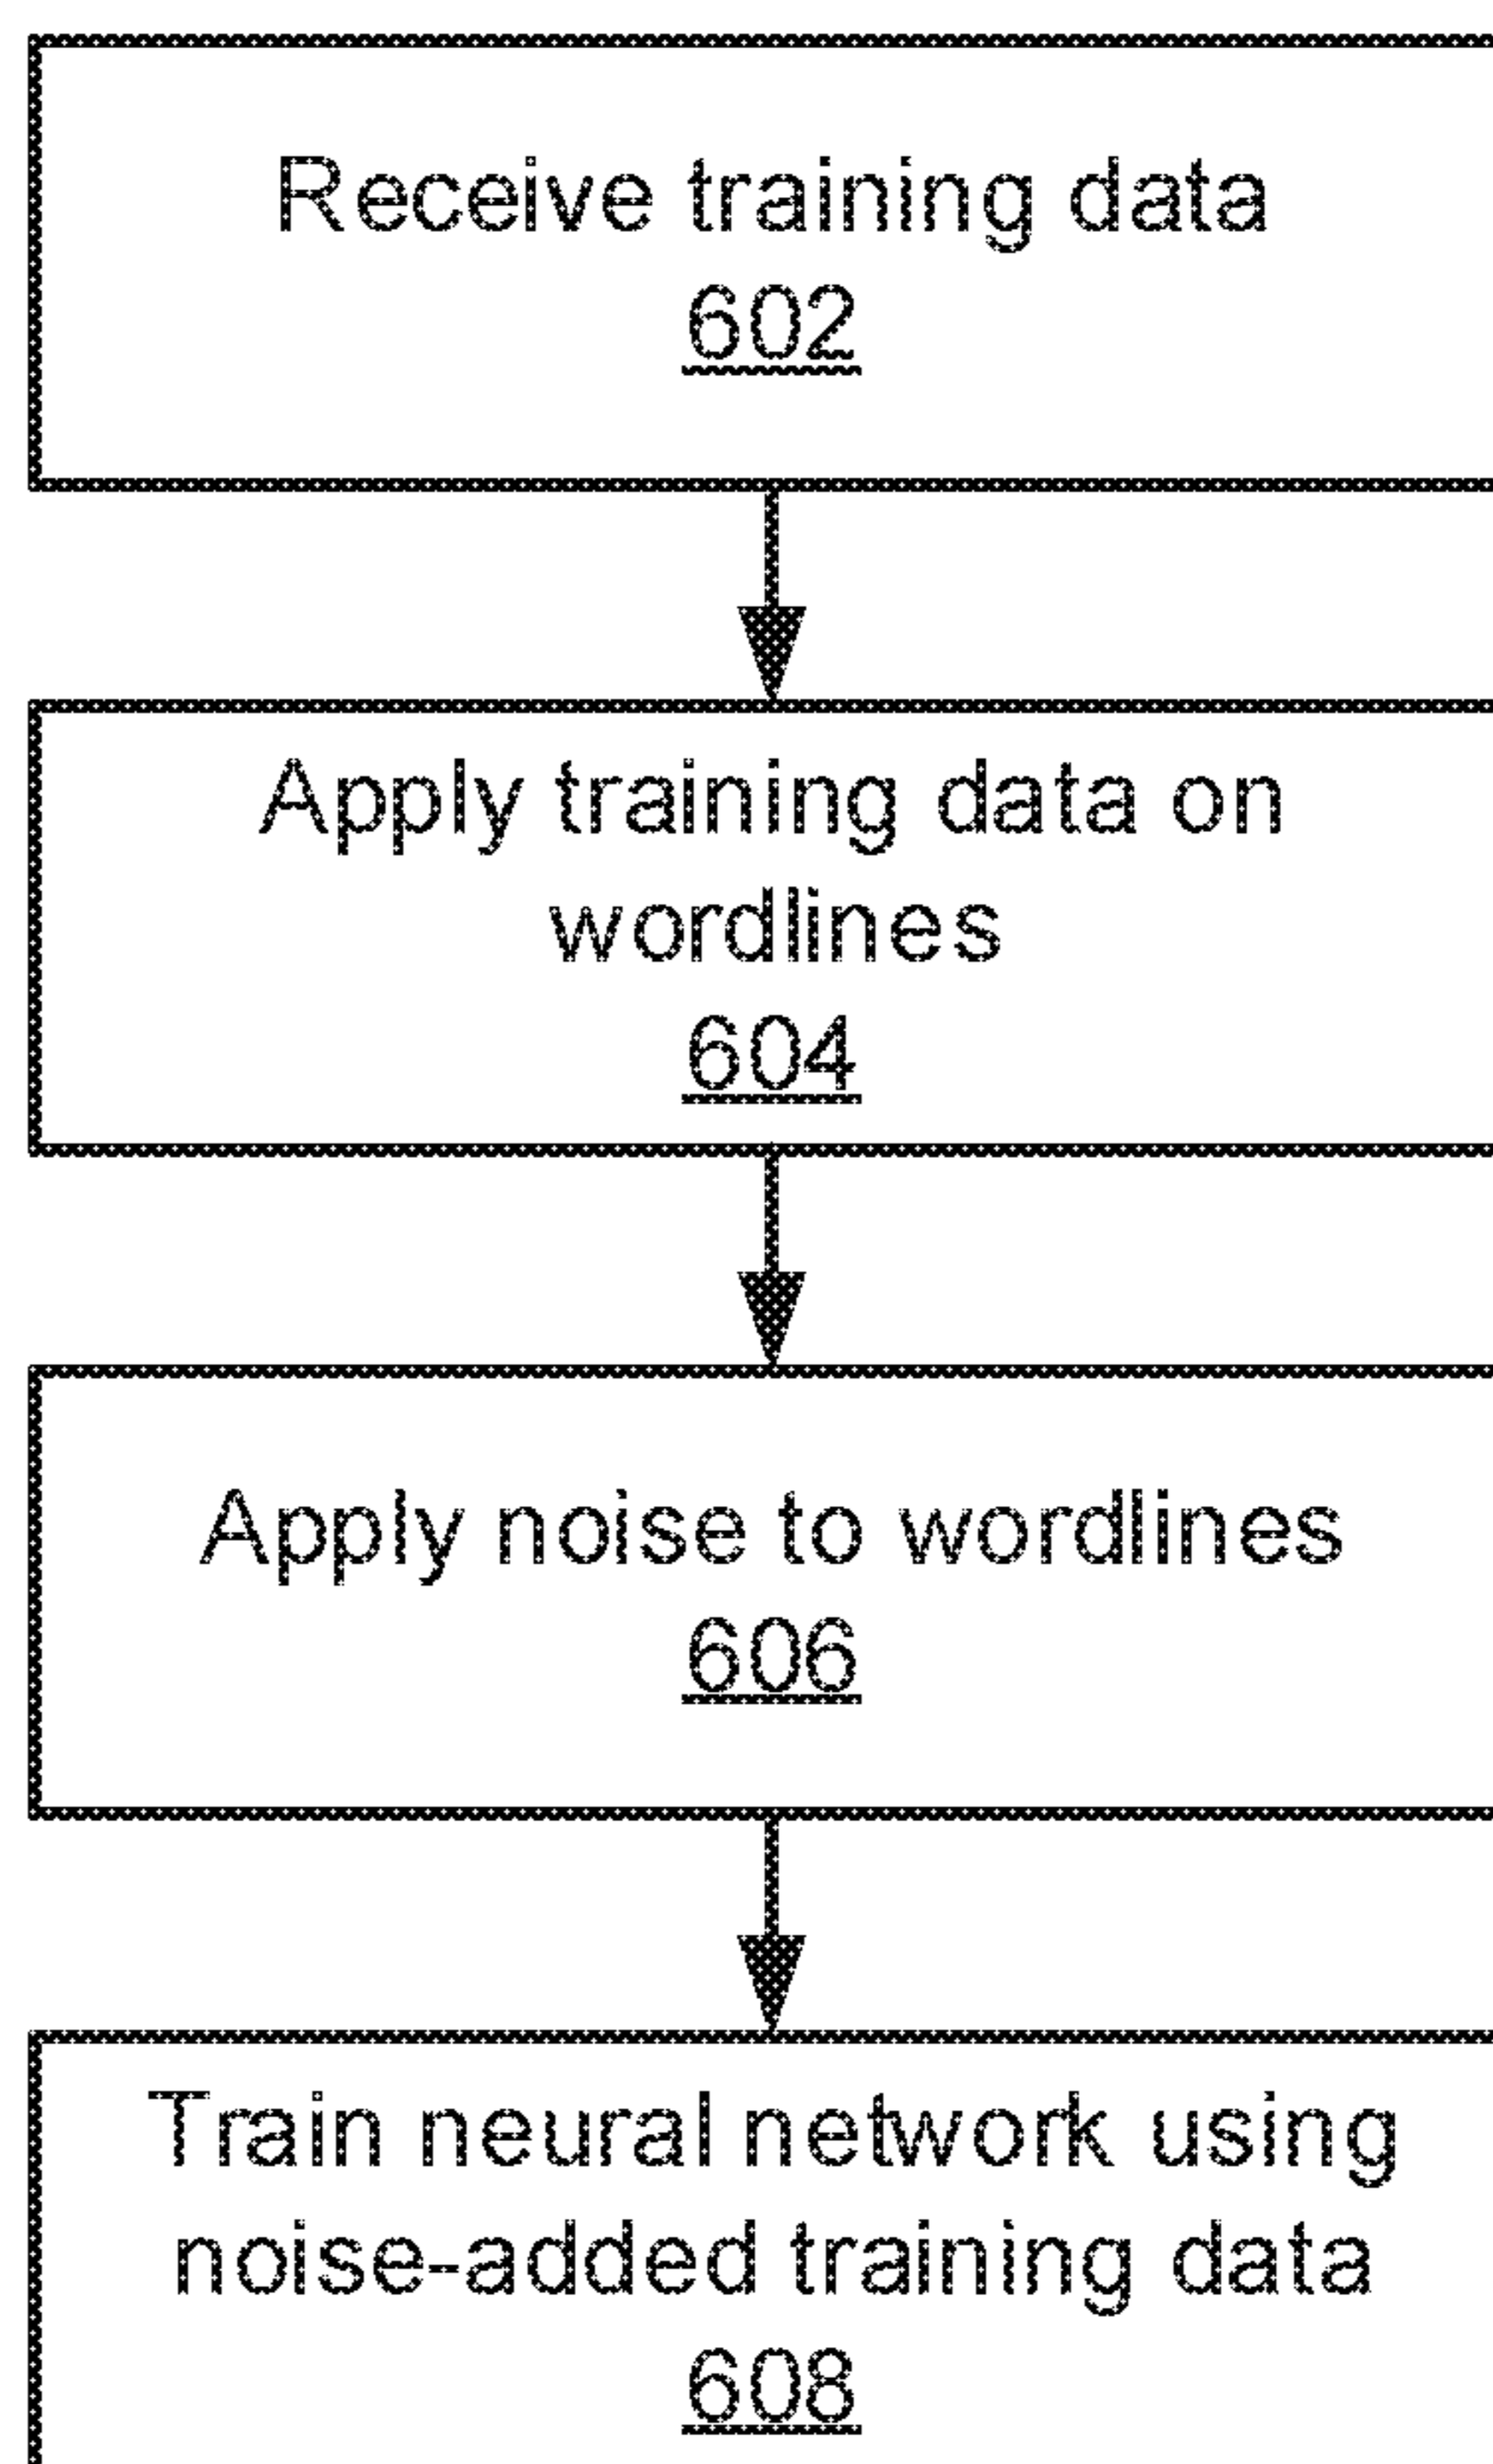 Receive training data
602
Apply training data on
wordlines
604
Apply noise to wordlines
606
Train neural network using
noise-added training data
608